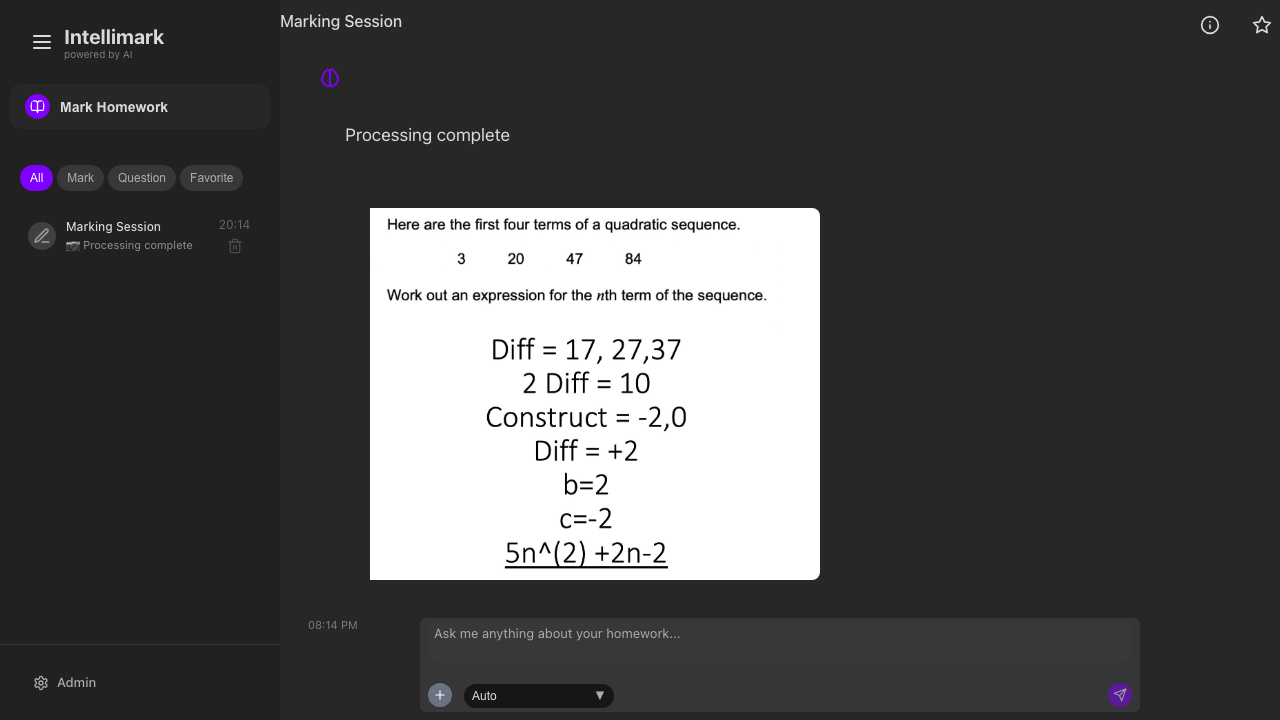 Intellimark
powered by AI
Mark Homework
All
Mark
Question
Favorite
Marking Session
20:14
Processing complete
Admin
Marking Session
Processing complete
Here are the first four terms of a quadratic sequence.
3 20 47 84
Work out an expression for the nth term of the sequence.
Diff = 17, 27,37
2 Diff = 10
Construct = -2,0
Diff = +2
b=2
c=-2
5n^(2) +2n-2
08:14 PM
Ask me anything about your homework...
Auto